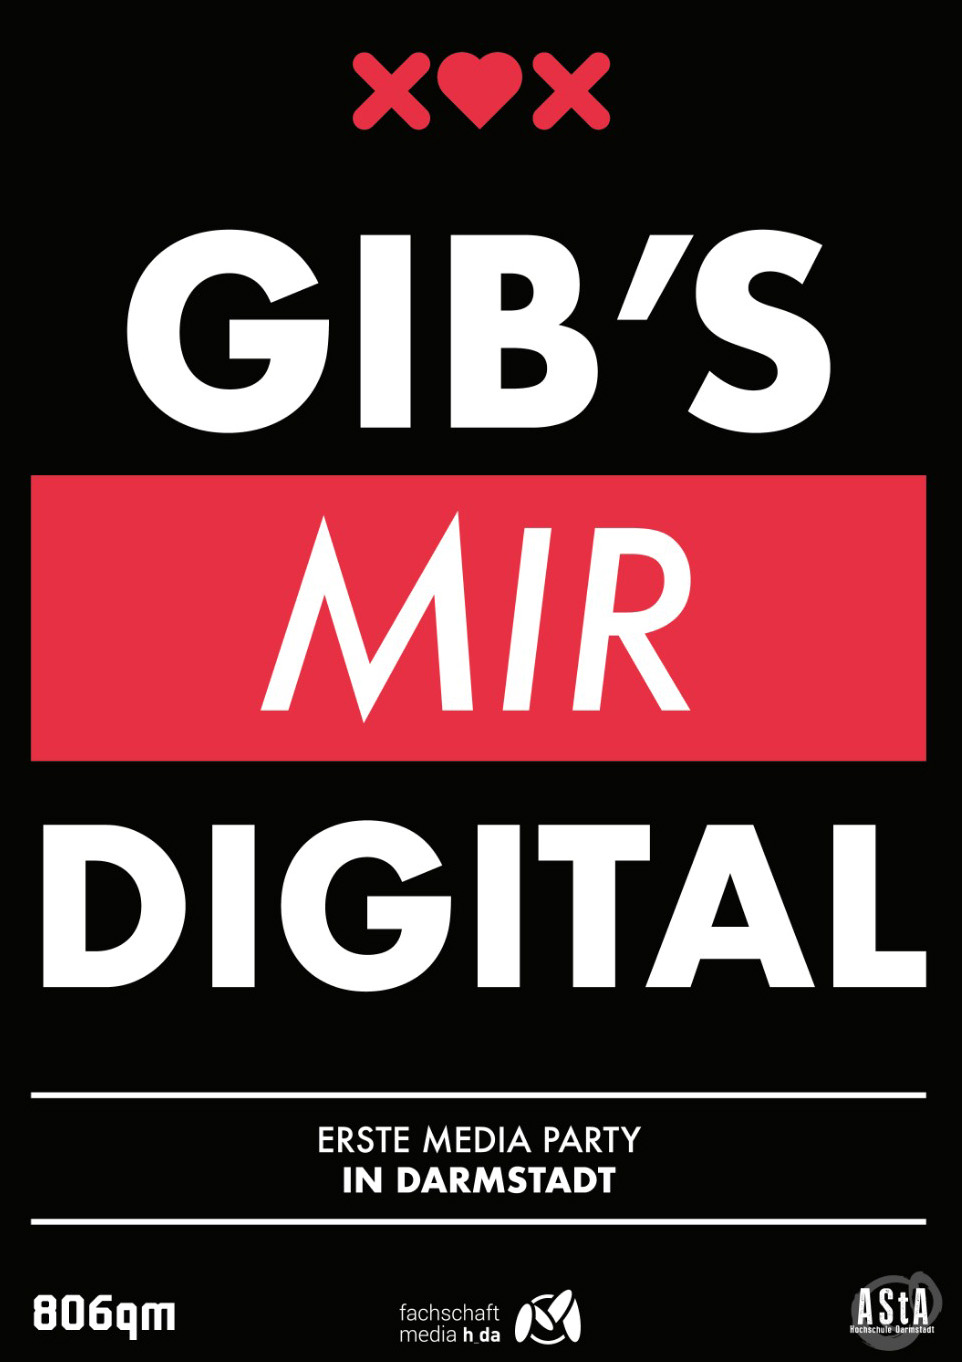 GIB'S
MIR
DIGITAL
ERSTE MEDIA PARTY
IN DARMSTADT
806qm
fachschaft
media h_da
AStA
Hochschule Darmstadt